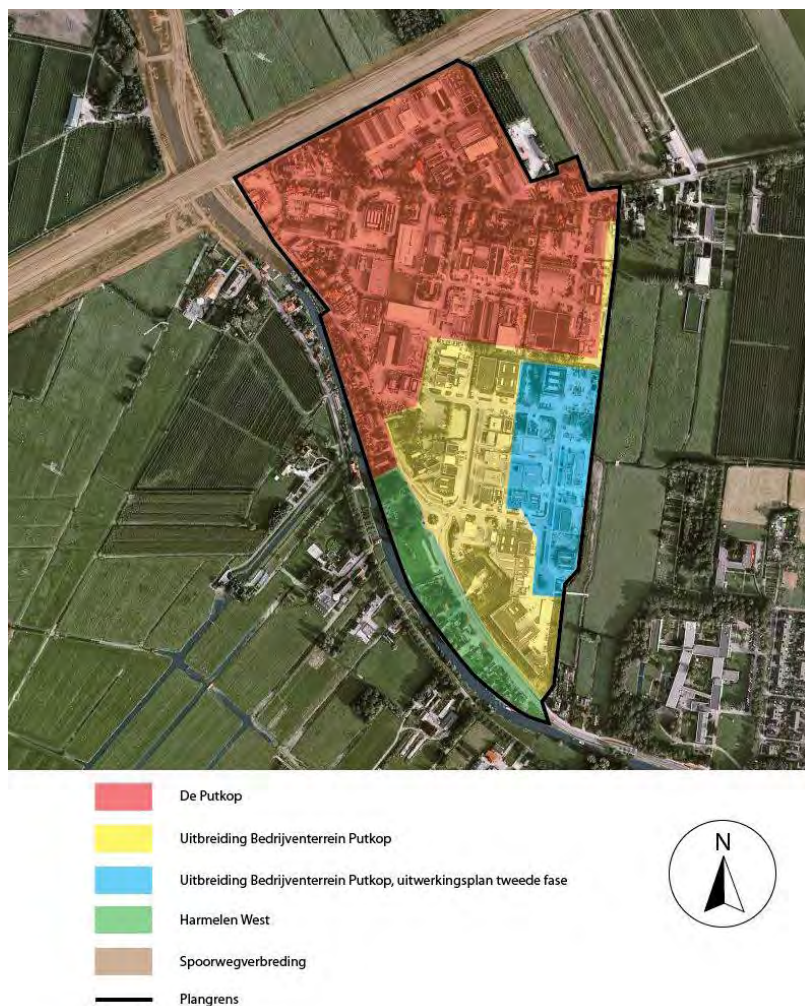 De Putkop
Uitbreiding Bedrijventerrein Putkop
Uitbreiding Bedrijventerrein Putkop, uitwerkingsplan tweede fase
Harmelen West
Spoorwegverbreding
Plangrens
N